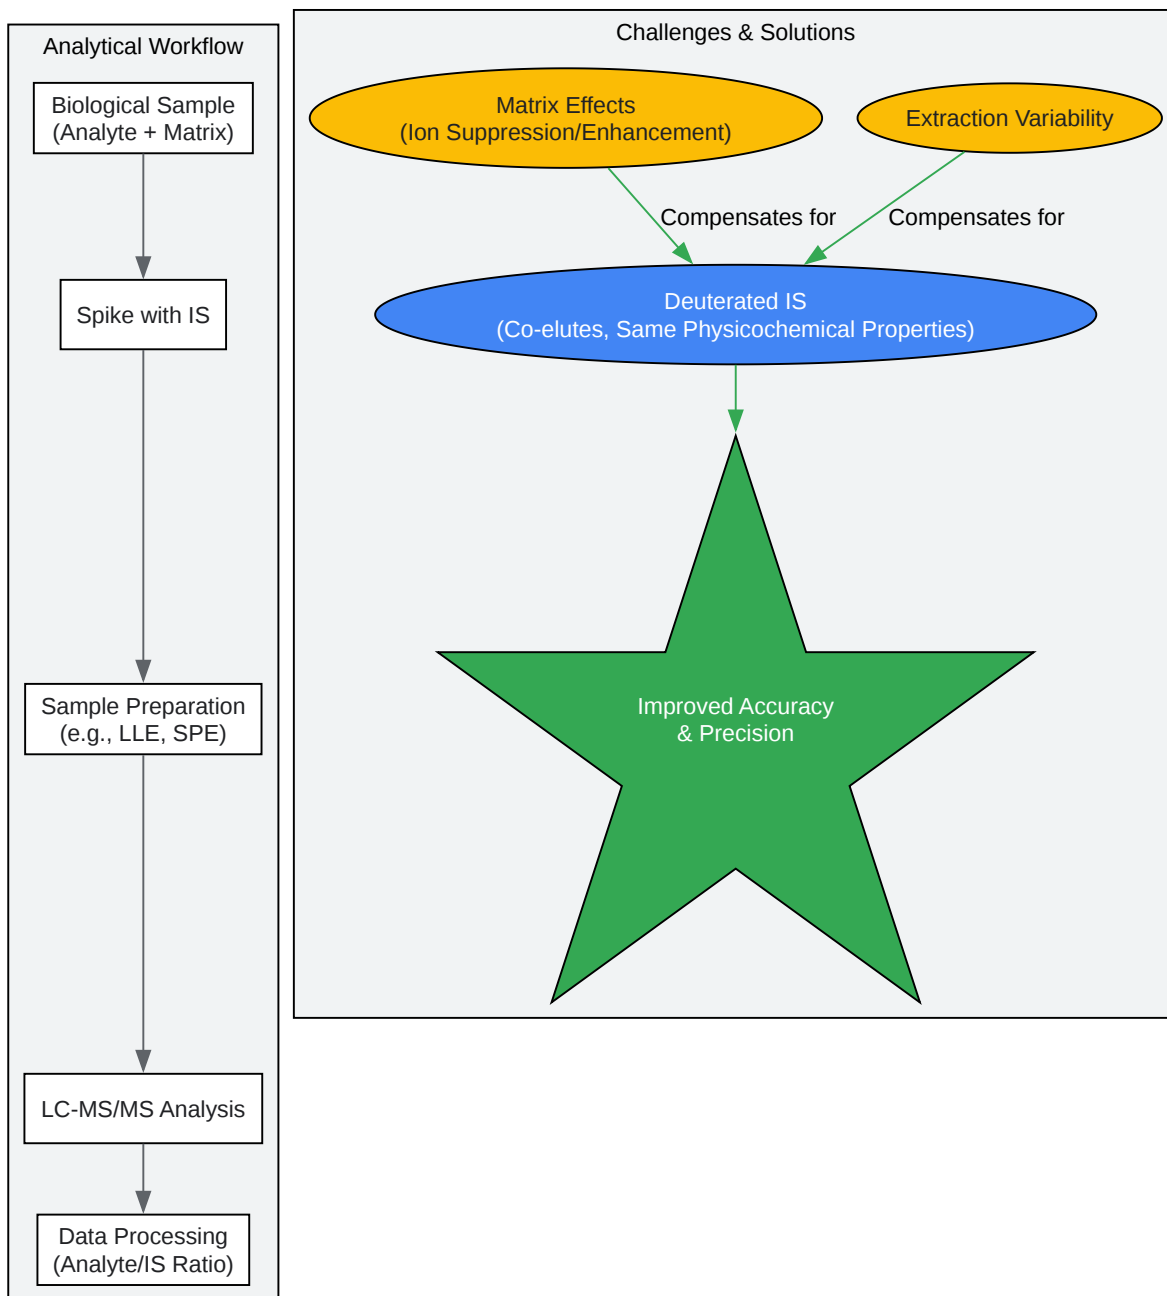 Analytical Workflow
Biological Sample
(Analyte + Matrix)
Spike with IS
Sample Preparation
(e.g., LLE, SPE)
LC-MS/MS Analysis
Data Processing
(Analyte/IS Ratio)
Challenges & Solutions
Matrix Effects
(Ion Suppression/Enhancement)
Extraction Variability
Compensates for
Compensates for
Deuterated IS
(Co-elutes, Same Physicochemical Properties)
Improved Accuracy
& Precision